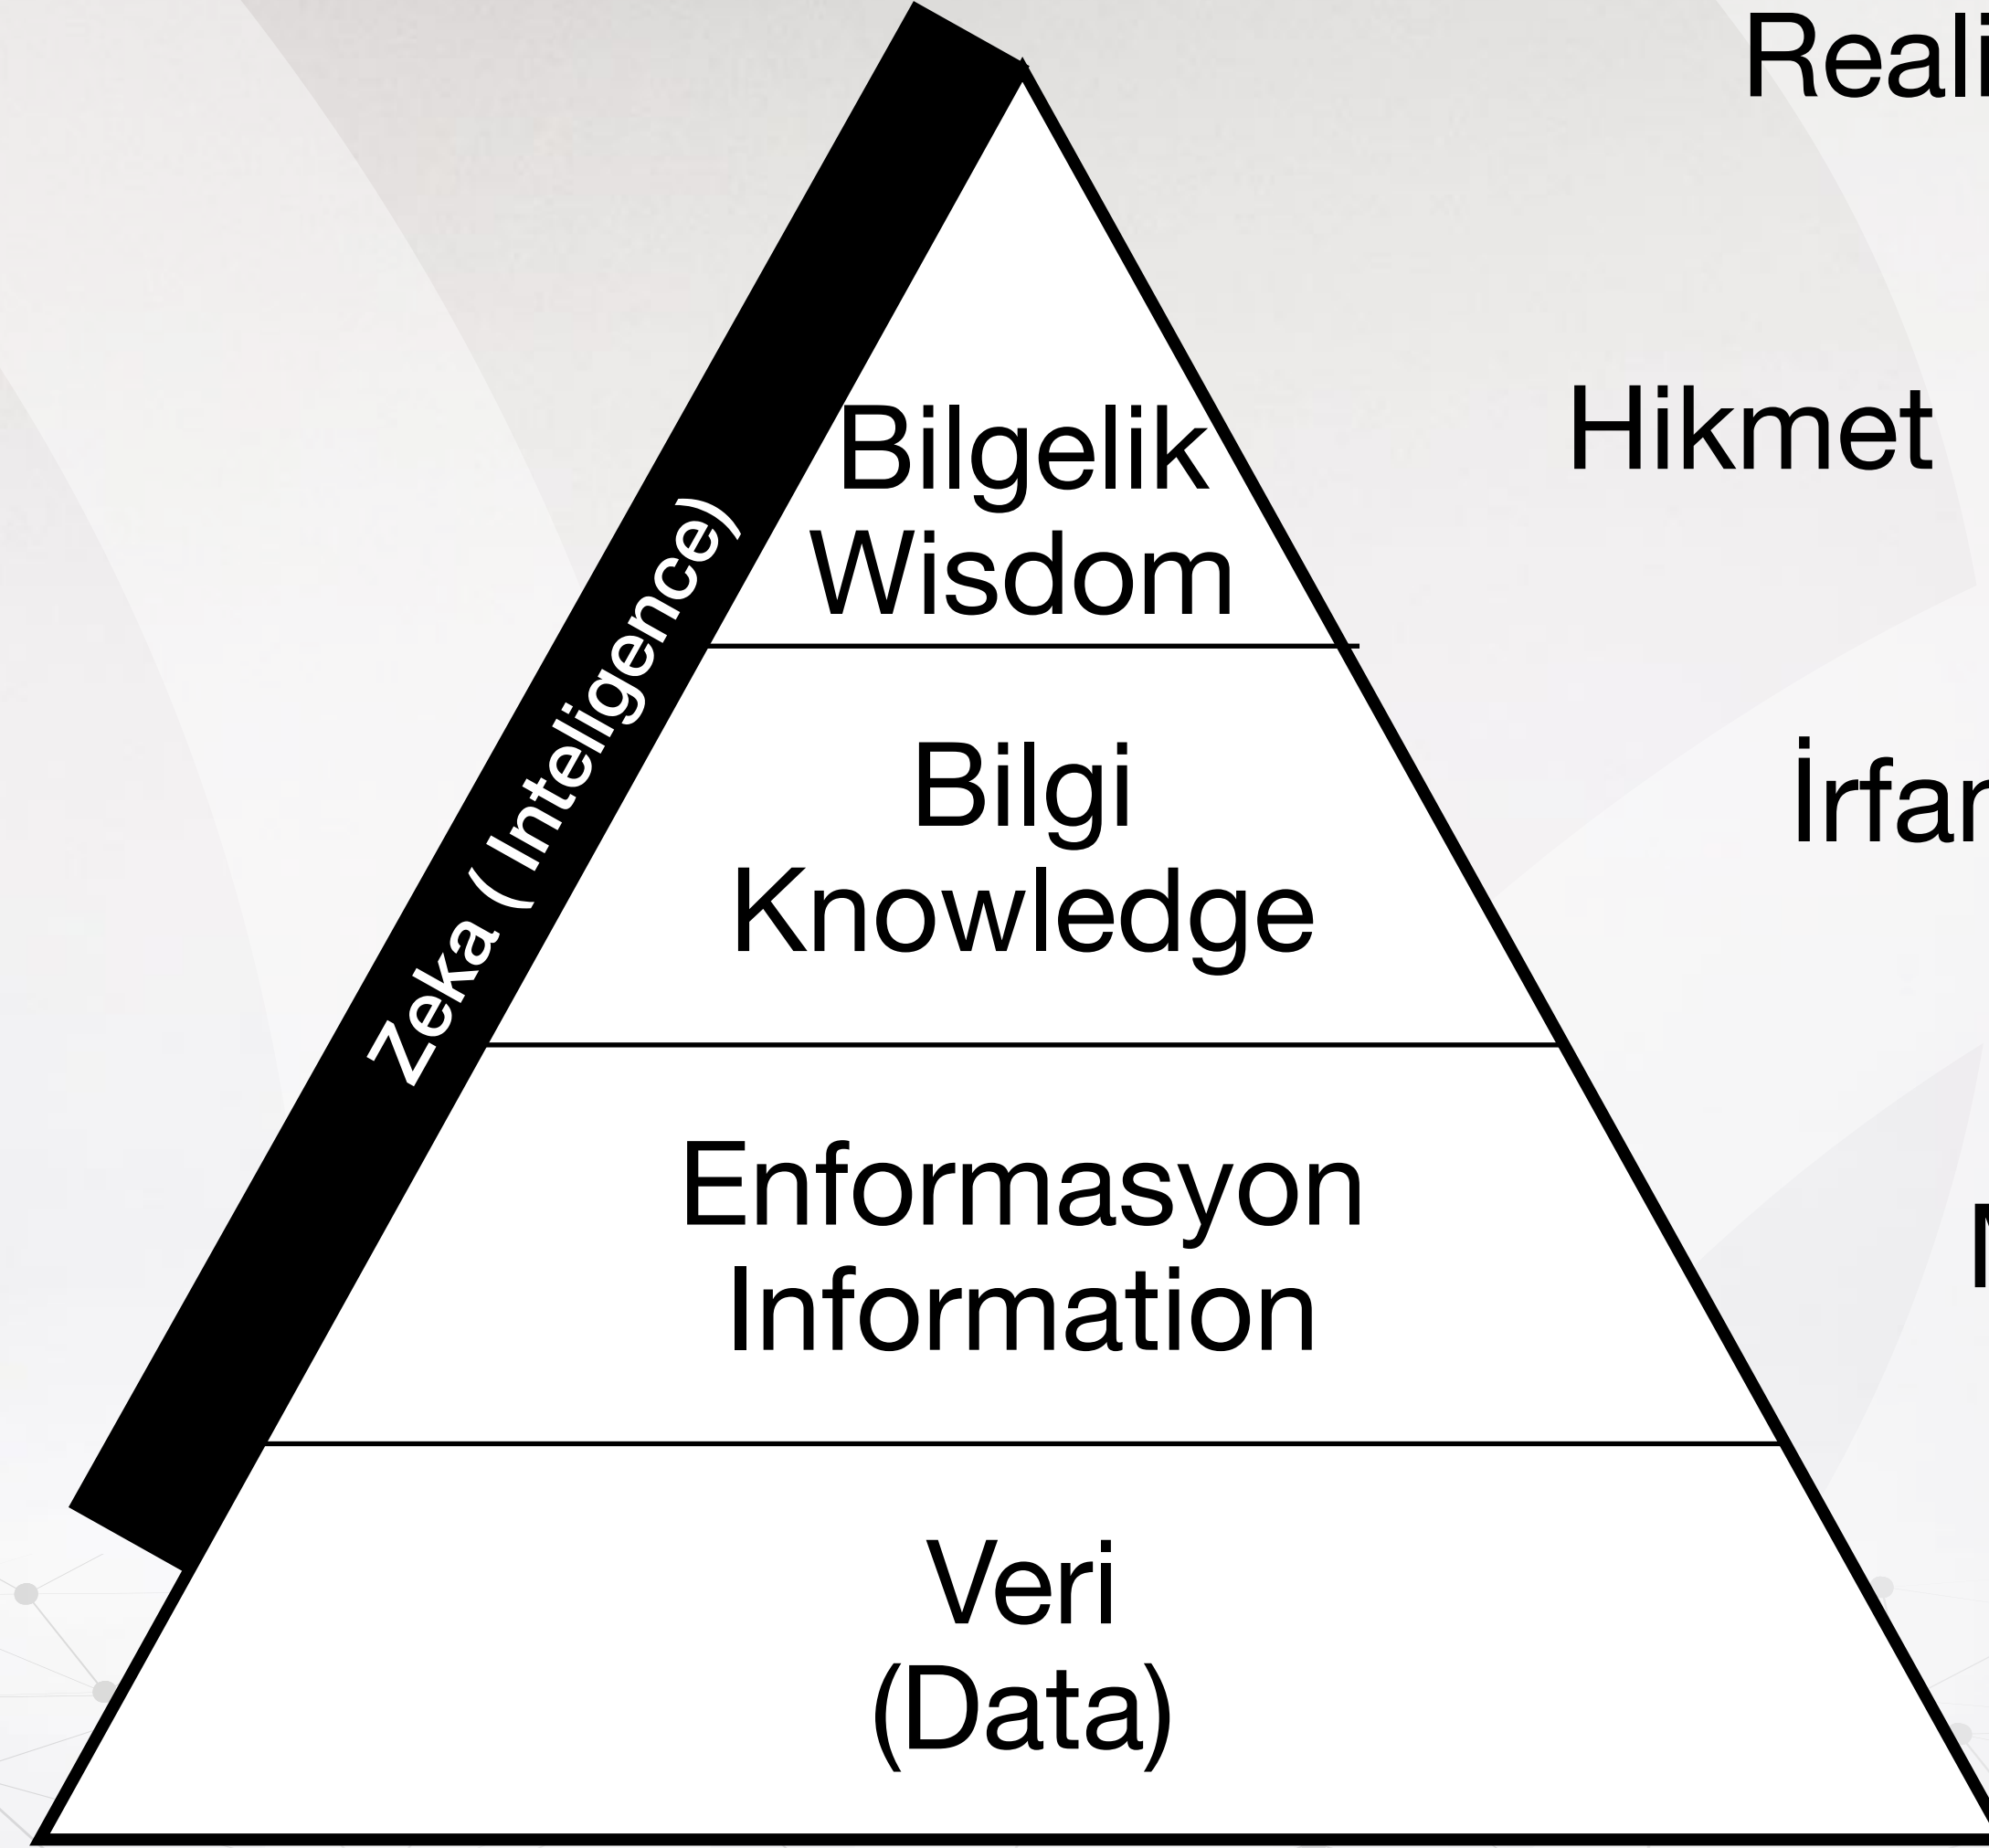 Reali
Hikmet
Bilgelik
Wisdom
Zeka ( Inteligence)
İrfan
Bilgi
Knowledge
Enformasyon
Information
Veri
(Data)